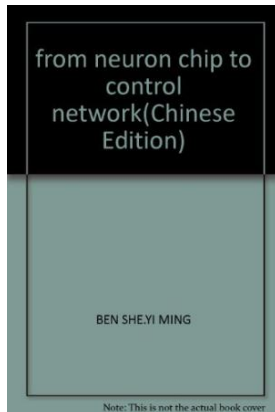 from neuron chip to
control
network(Chinese
Edition)
BEN SHE.YI MING
Note: This is not the actual book cover